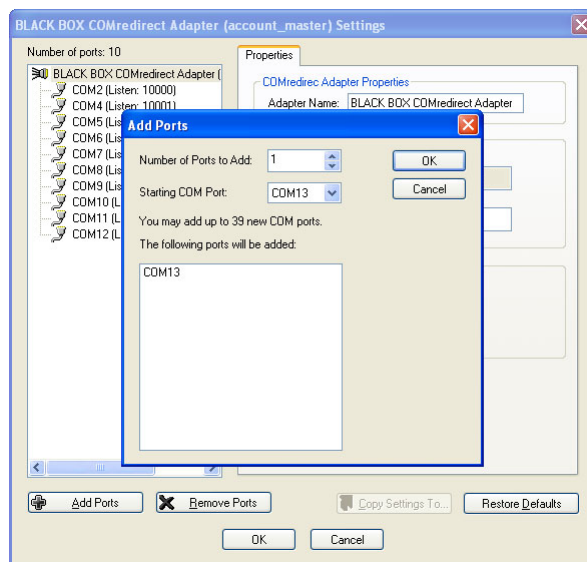 BLACK BOX COMredirect Adapter (account_master) Settings
Number of ports: 10
BLACK BOX COMredirect Adapter (
COM2 (Listen: 10000)
COM4 (Listen: 10001)
COM5 (Lis
COM6 (Lis
COM7 (Lis
COM8 (Lis
COM9 (Lis
COM10 (L
COM11 (L
COM12 (L
Properties
COMredirec Adapter Properties
Adapter Name: BLACK BOX COMredirect Adapter
Add Ports
Number of Ports to Add: 1
OK
Starting COM Port: COM13
Cancel
You may add up to 39 new COM ports.
The following ports will be added:
COM13
Add Ports
Remove Ports
Copy Settings To...
Restore Defaults
OK
Cancel